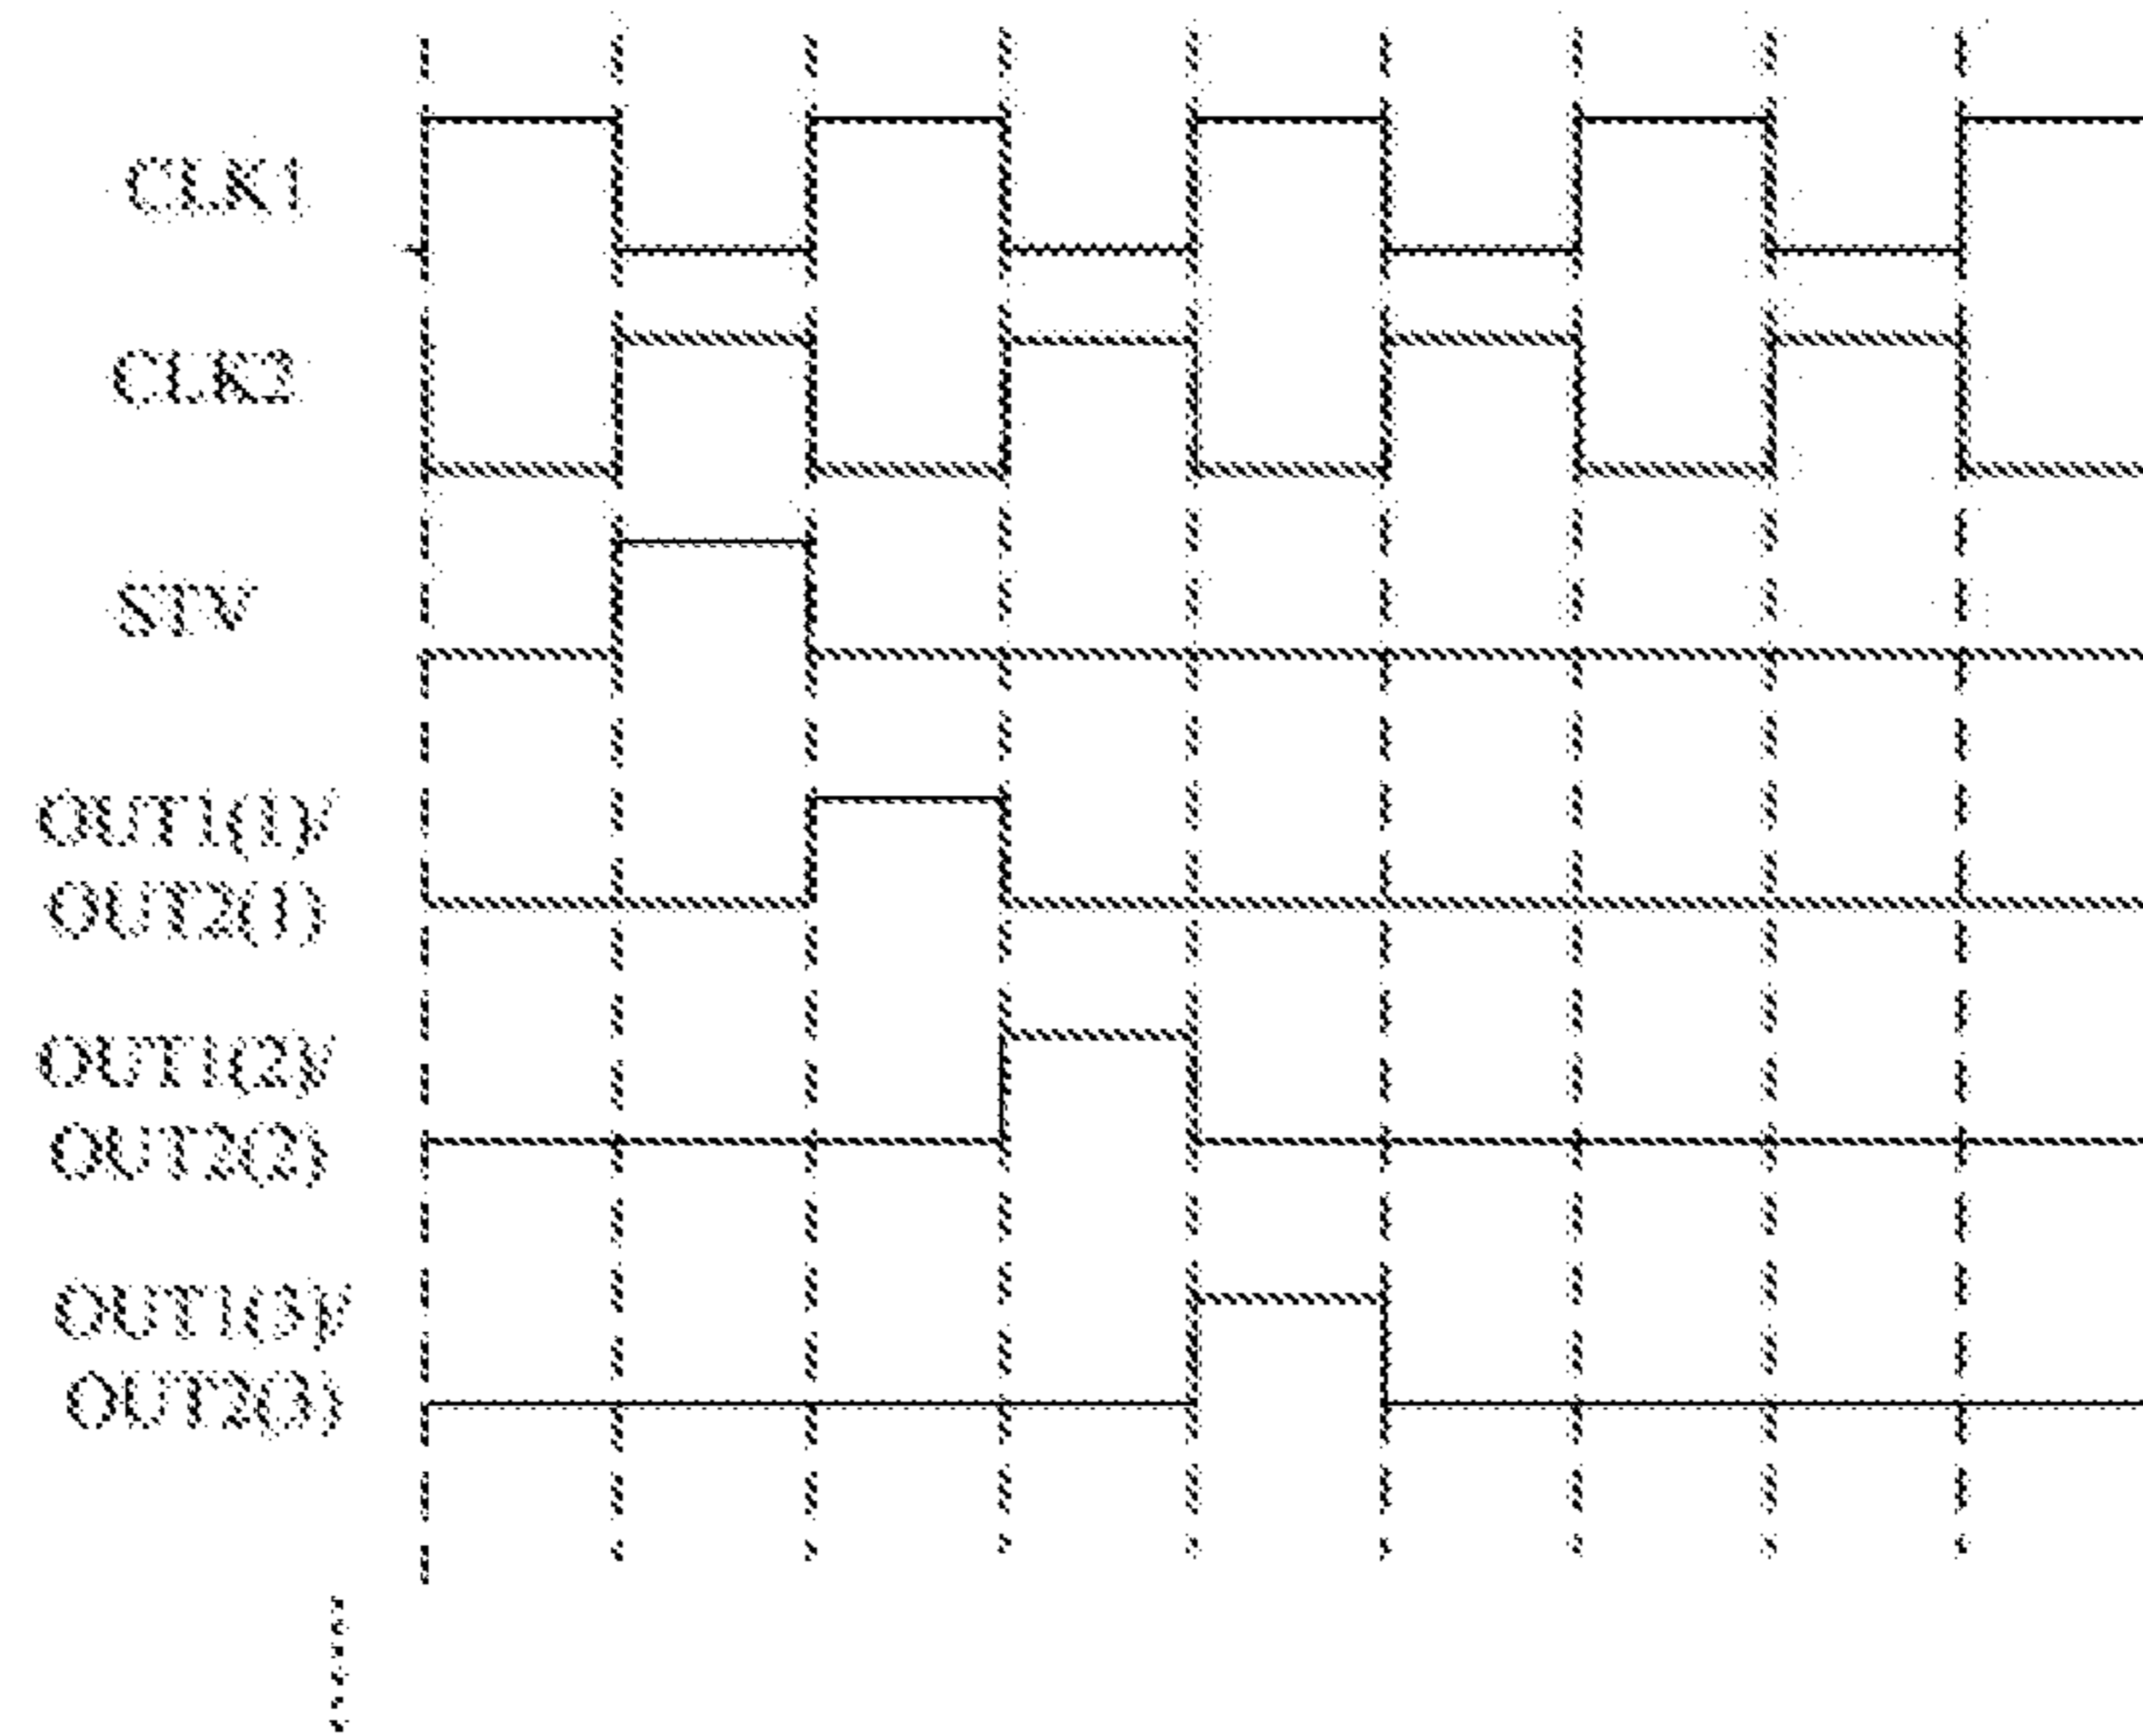 CLK1
CLK2
STV
OUT1(1)/
OUT2(1)
OUT1(2)/
OUT2(2)
OUT1(3)/
OUT2(3)